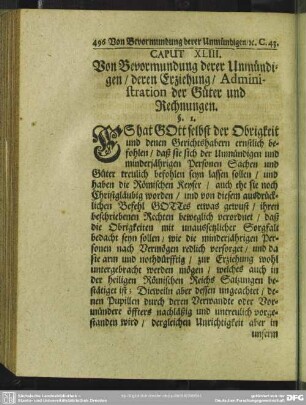 496 Von Bevormundung derer Unmündigen/ ꝛc. C. 43.
CAPUT XLIII.
Von Bevormundung derer Unmündi-
gen / deren Erziehung / Admini-
stration der Güter und
Rechnungen.
§. 1.
ES hat GOtt selbst der Obrigkeit
und denen Gerichtshabern ernstlich be-
fohlen / daß sie sich der Unmündigen und
minderjährigen Personen Sachen und
Güter treulich befohlen seyn lassen sollen / und
haben die Römischen Keyser / auch ehe sie noch
Christgläubig worden / und von diesem ausdrück-
lichen Befehl GOTTes etwas gewust / ihren
beschriebenen Rechten beweglich verordnet / daß
die Obrigkeiten mit unaufhörlicher Sorgfalt
bedacht seyn sollen / wie die minderjährigen Per-
sonen nach Vermögen redlich versorget / und da
sie arm und nothdürfftig / zur Erziehung wohl
untergebracht werden mögen / welches auch in
der heiligen Römischen Reichs Satzungen be-
stätiget ist: Dieweiln aber dessen ungeachtet / de-
nen Pupillen durch deren Verwandte oder Vor-
mündere öffters nachläßig und untreulich vorge-
standen wird / dergleichen Unrichtigkeit aber in
unserm